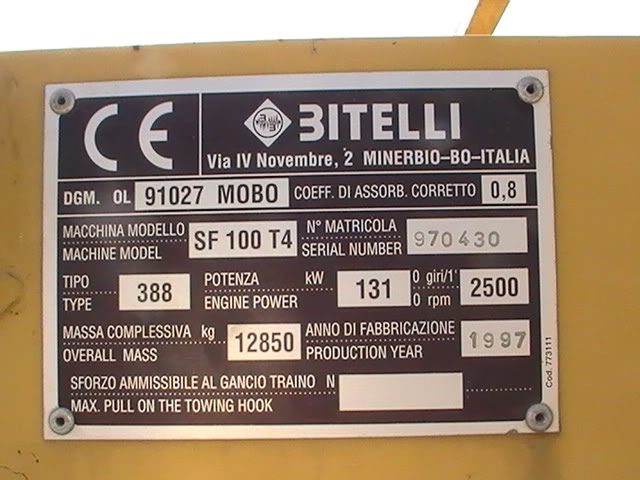 CE BITELLI
Via IV Novembre, 2 MINERBIO-BO-ITALIA
DGM. OL 91027 MOBO COEFF. DI ASSORB. CORRETTO 0,8
MACCHINA MODELLO
MACHINE MODEL
SF 100 T4
N° MATRICOLA
SERIAL NUMBER
970430
TIPO
TYPE
388
POTENZA kW
ENGINE POWER
131
0 giri/1'
0 rpm
2500
MASSA COMPLESSIVA kg
OVERALL MASS
12850
ANNO DI FABBRICAZIONE
PRODUCTION YEAR
1997
SFORZO AMMISSIBILE AL GANCIO TRAINO N
MAX. PULL ON THE TOWING HOOK
Cod. 773111